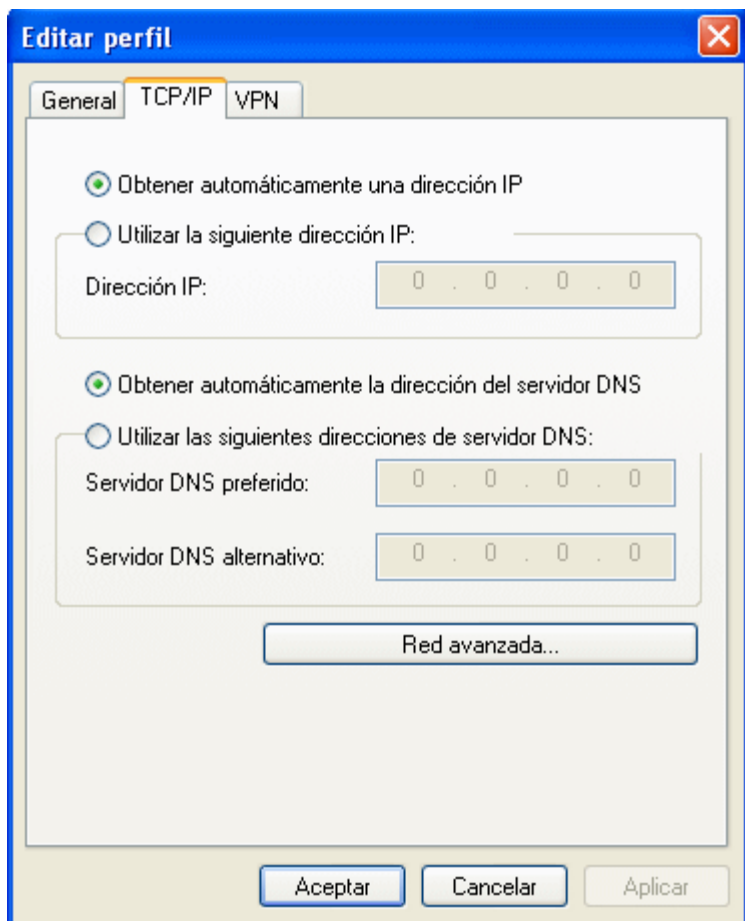 Editar perfil
General TCP/IP VPN
Obtener automáticamente una dirección IP
Utilizar la siguiente dirección IP:
Dirección IP: 0 . 0 . 0 . 0
Obtener automáticamente la dirección del servidor DNS
Utilizar las siguientes direcciones de servidor DNS:
Servidor DNS preferido: 0 . 0 . 0 . 0
Servidor DNS alternativo: 0 . 0 . 0 . 0
Red avanzada...
Aceptar Cancelar Aplicar